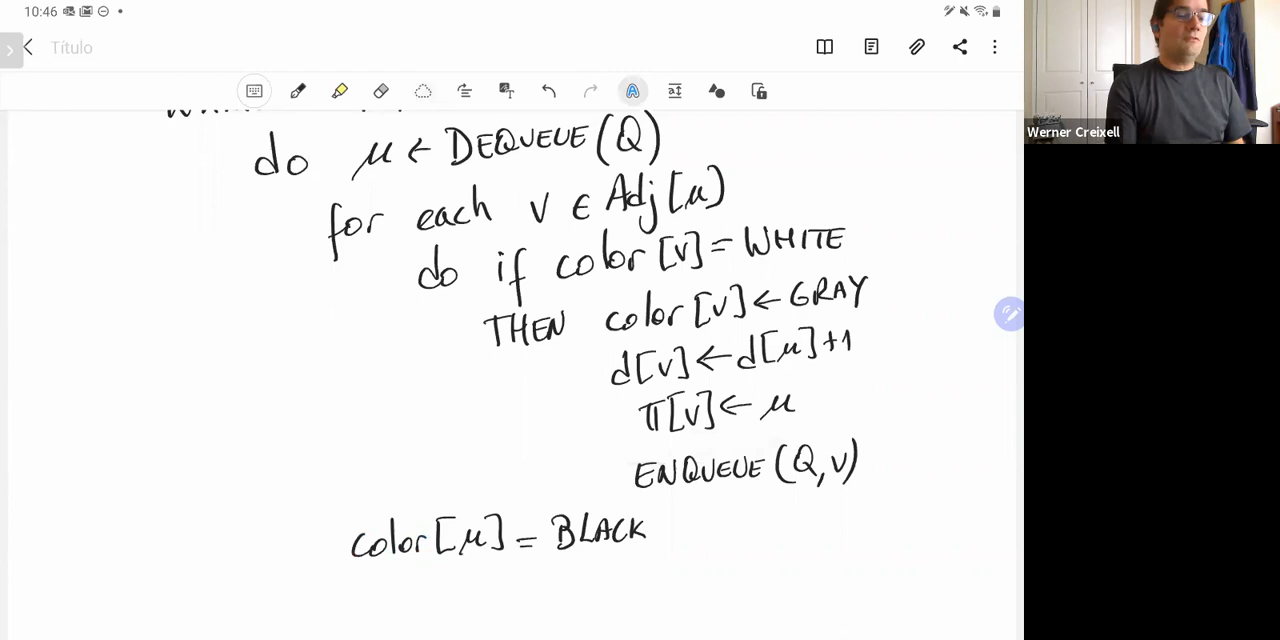 10:46
Título
do μ ← DEQUEUE(Q)
for each v ∈ Adj[μ]
do if color[v] = WHITE
THEN color[v] ← GRAY
d[v] ← d[μ]+1
π[v] ← μ
ENQUEUE(Q,v)
color[μ] = BLACK
Werner Creixell